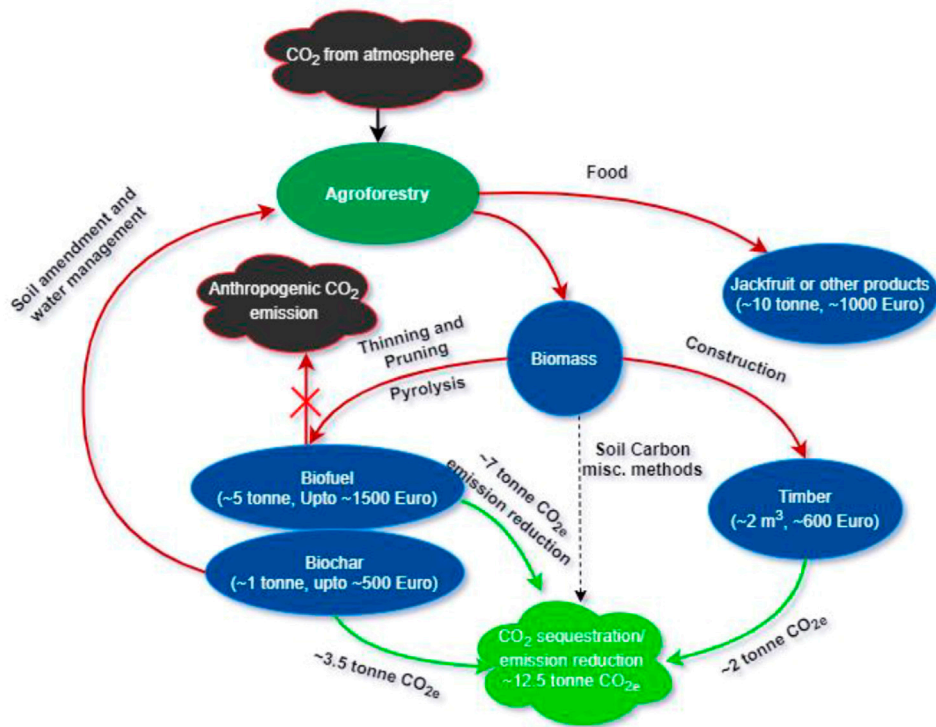 CO₂ from atmosphere
Agroforestry
Food
Soil amendment and
water management
Jackfruit or other products
(~10 tonne, ~1000 Euro)
Anthropogenic CO₂
emission
Thinning and
Pruning
Pyrolysis
Biomass
Construction
Soil Carbon
misc. methods
Biofuel
(~5 tonne, Upto ~1500 Euro)
~7 tonne CO₂ₑ
emission reduction
Timber
(~2 m³, ~600 Euro)
Biochar
(~1 tonne, upto ~500 Euro)
~3.5 tonne CO₂ₑ
CO₂ sequestration/
emission reduction
~12.5 tonne CO₂ₑ
~2 tonne CO₂ₑ